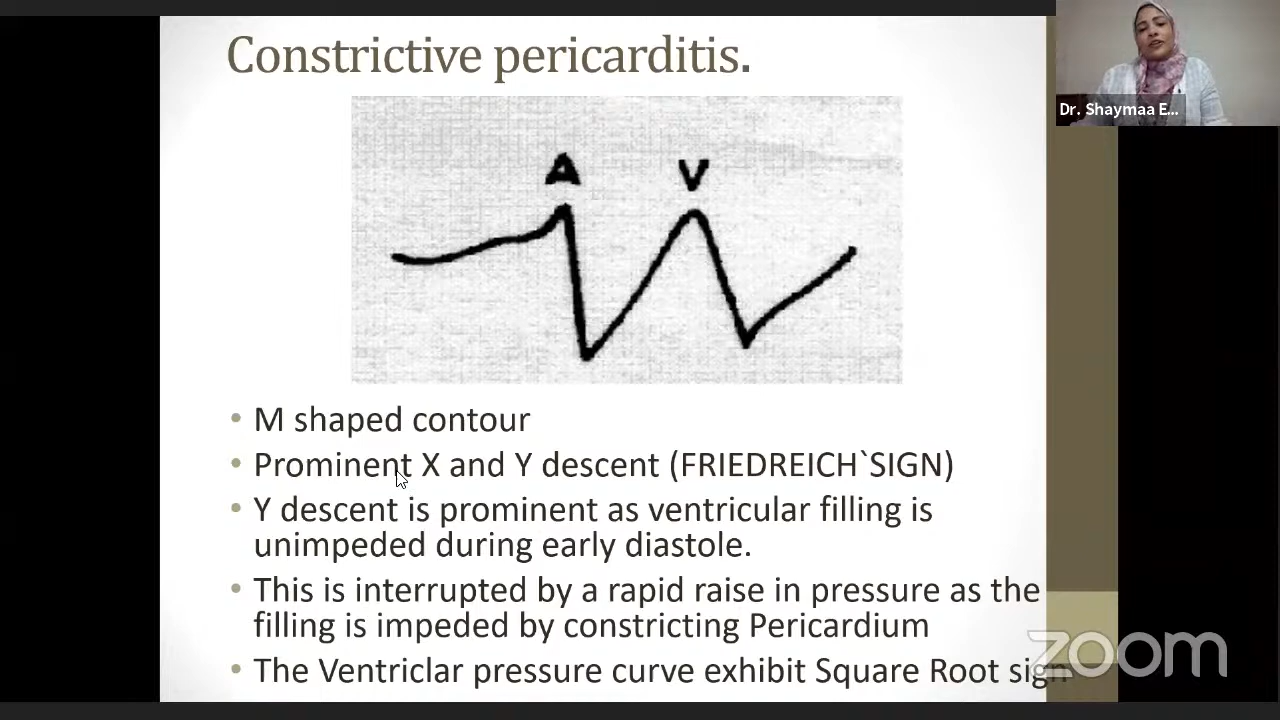 Constrictive pericarditis.
Dr. Shaymaa E...
A V
• M shaped contour
• Prominent X and Y descent (FRIEDREICH`SIGN)
• Y descent is prominent as ventricular filling is
unimpeded during early diastole.
• This is interrupted by a rapid raise in pressure as the
filling is impeded by constricting Pericardium
• The Ventriclar pressure curve exhibit Square Root sign
zoom